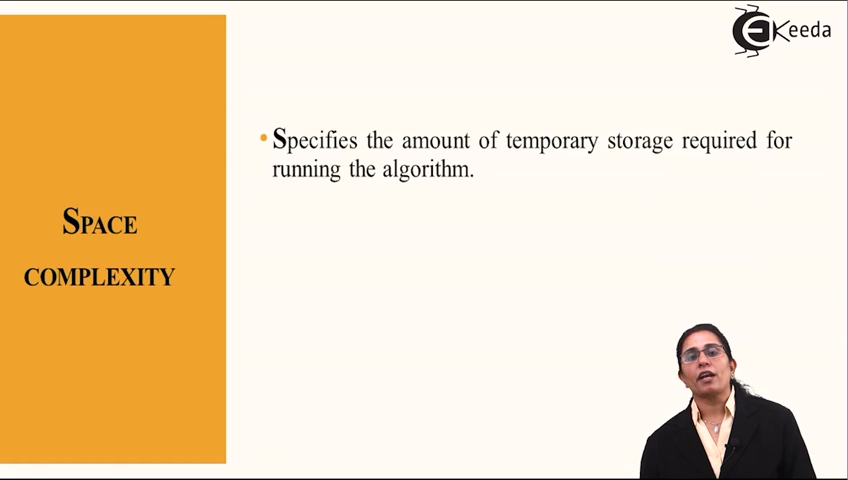 EKeeda
• Specifies the amount of temporary storage required for
running the algorithm.
SPACE
COMPLEXITY